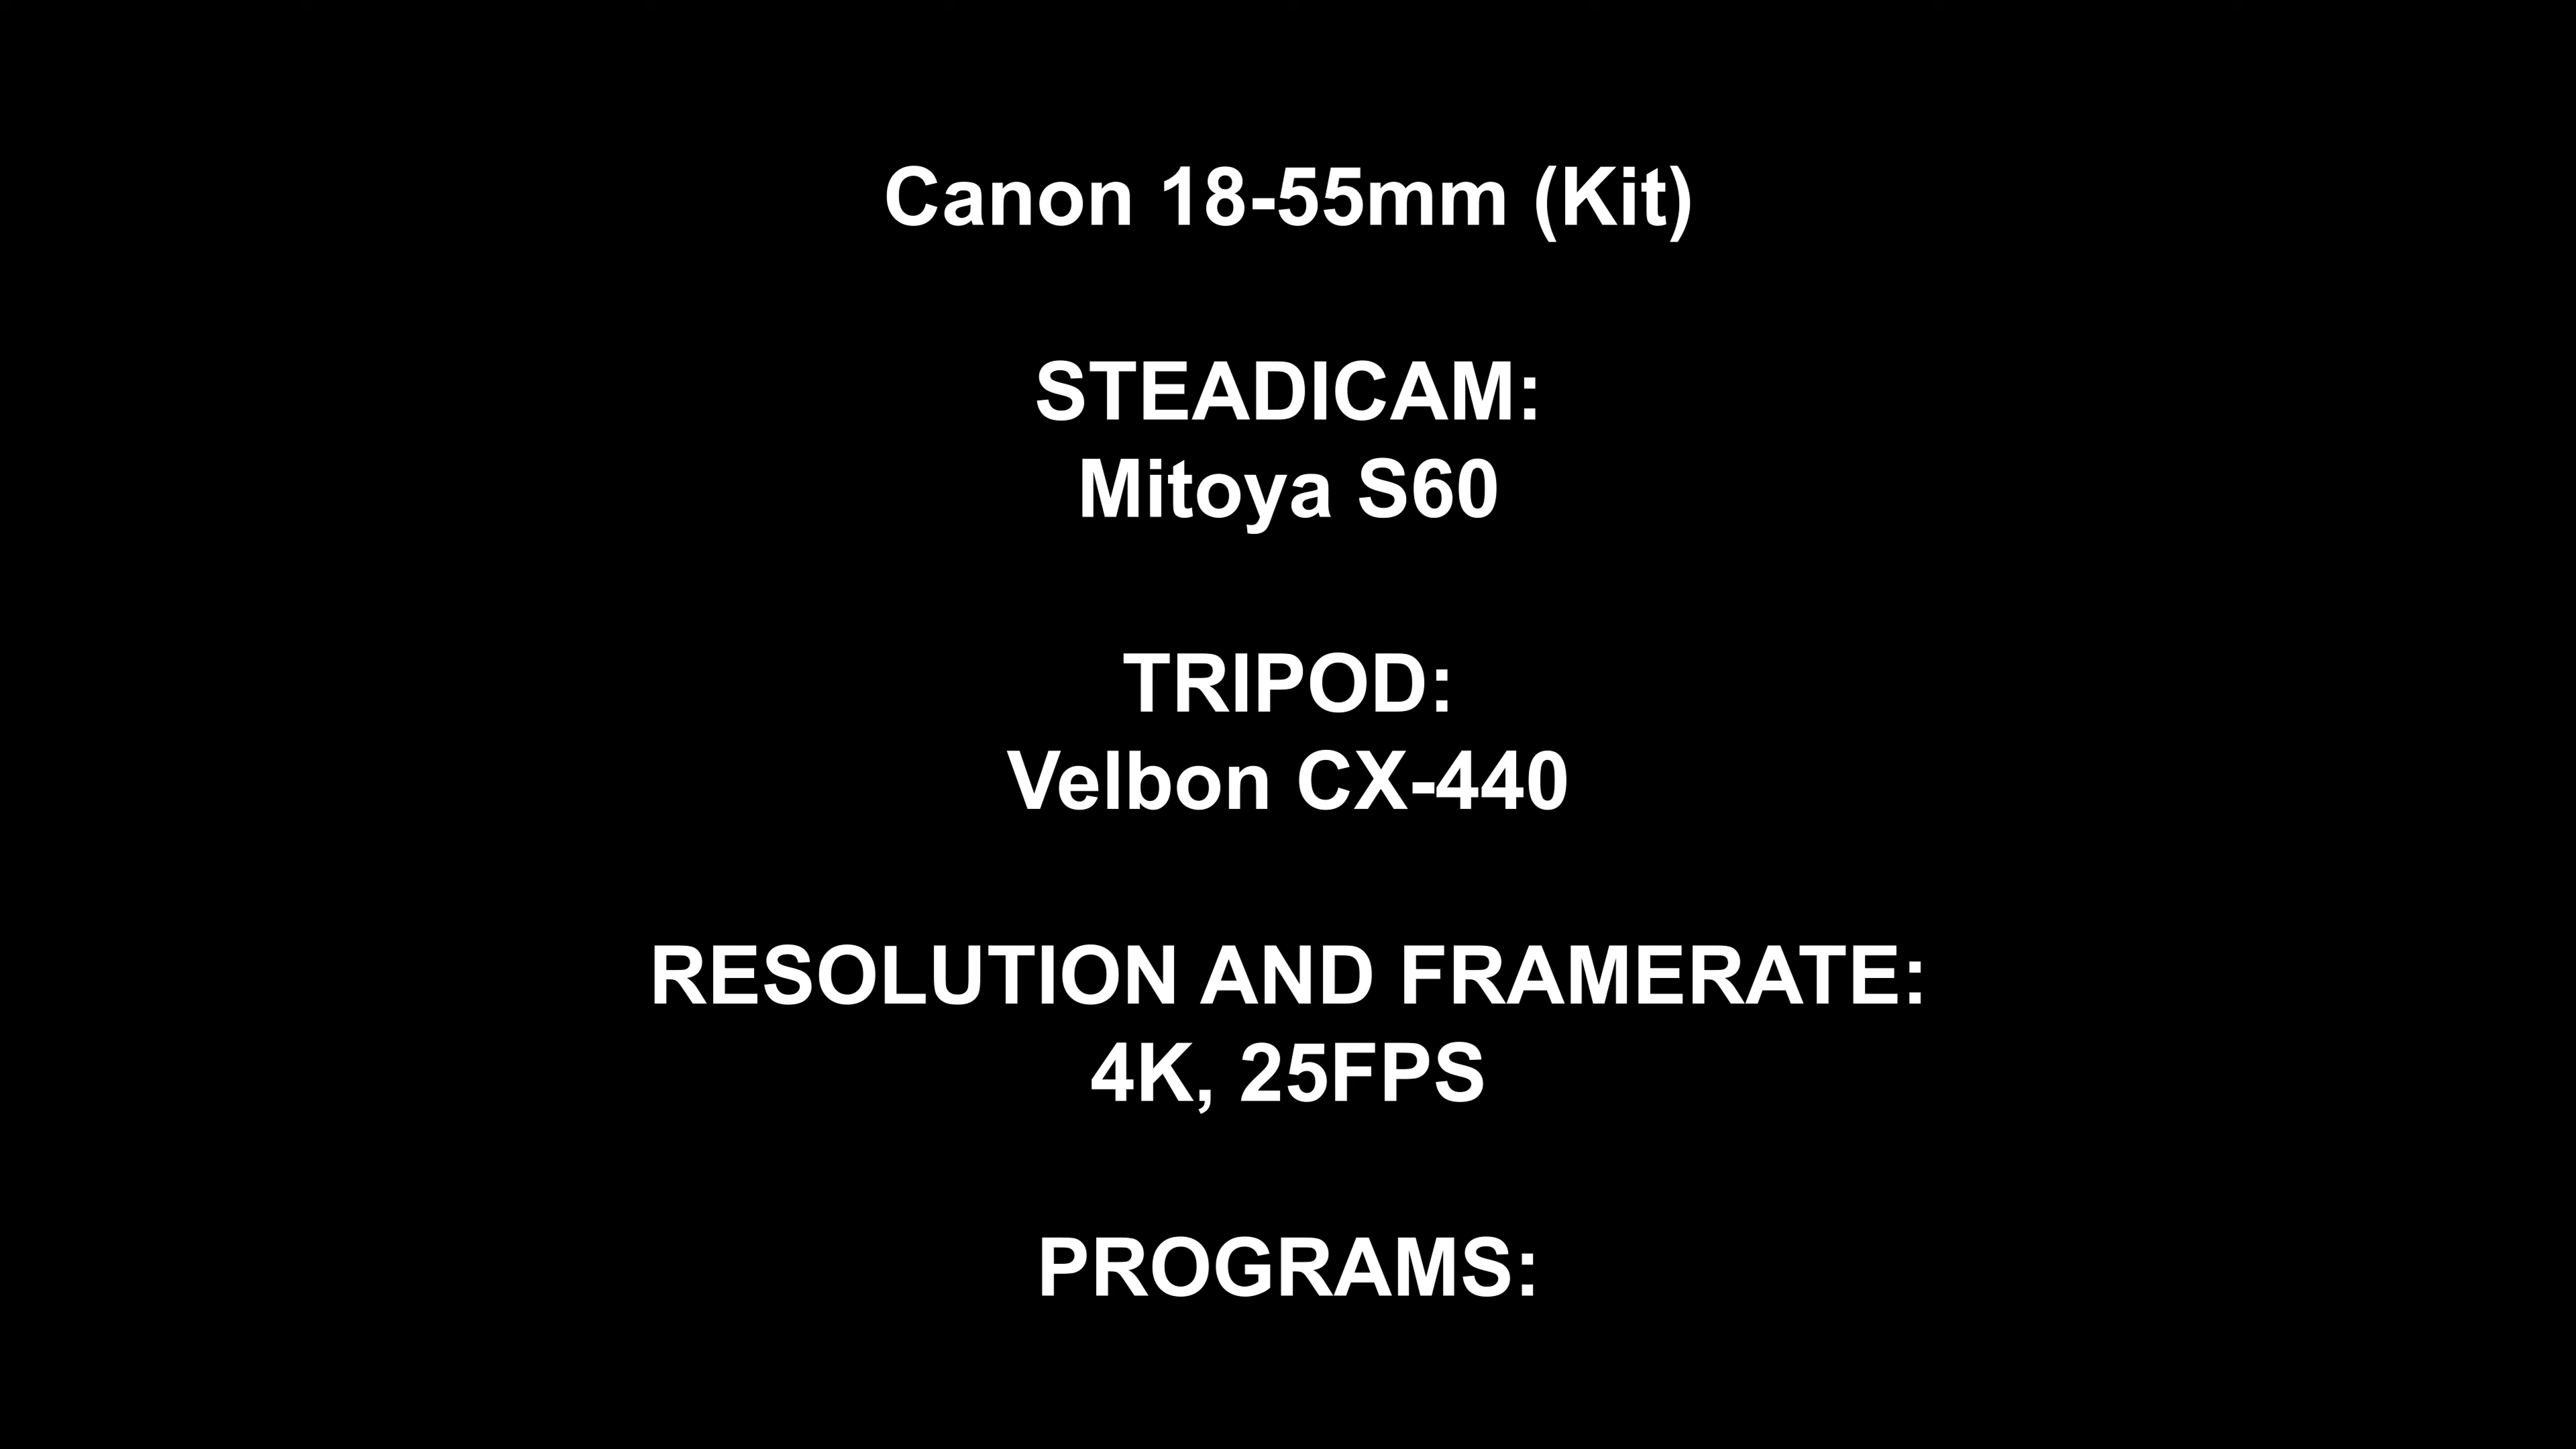 Canon 18-55mm (Kit)
STEADICAM:
Mitoya S60
TRIPOD:
Velbon CX-440
RESOLUTION AND FRAMERATE:
4K, 25FPS
PROGRAMS: